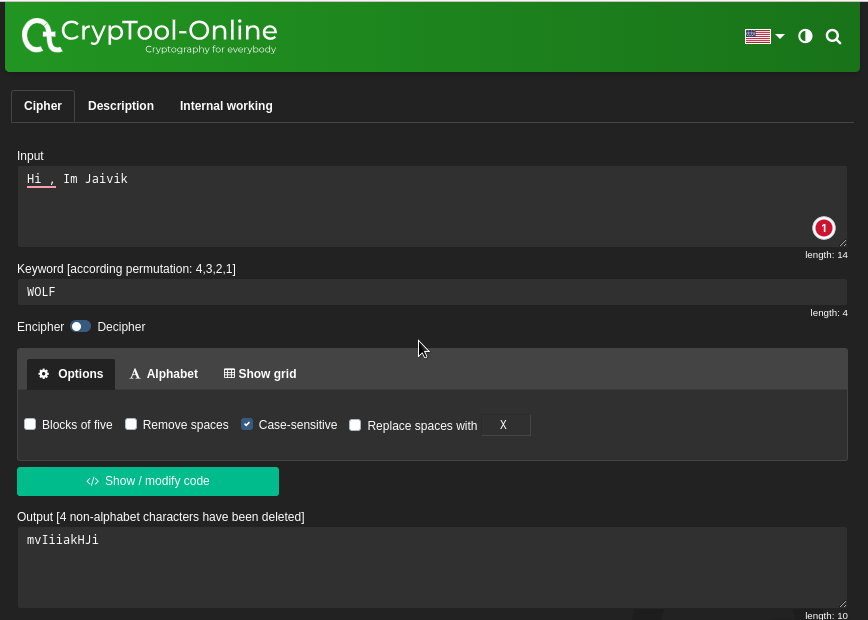 CrypTool-Online
Cryptography for everybody
Cipher Description Internal working
Input
Hi , Im Jaivik
1
length: 14
Keyword [according permutation: 4,3,2,1]
WOLF
length: 4
Encipher Decipher
Options A Alphabet Show grid
Blocks of five Remove spaces Case-sensitive Replace spaces with X
</> Show / modify code
Output [4 non-alphabet characters have been deleted]
mvIiiakHJi
length: 10